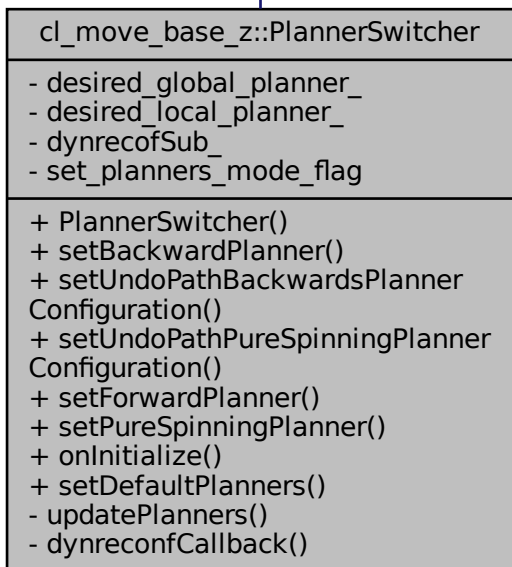 cl_move_base_z::PlannerSwitcher
- desired_global_planner_
- desired_local_planner_
- dynrecofSub_
- set_planners_mode_flag
+ PlannerSwitcher()
+ setBackwardPlanner()
+ setUndoPathBackwardsPlanner
Configuration()
+ setUndoPathPureSpinningPlanner
Configuration()
+ setForwardPlanner()
+ setPureSpinningPlanner()
+ onInitialize()
+ setDefaultPlanners()
- updatePlanners()
- dynreconfCallback()